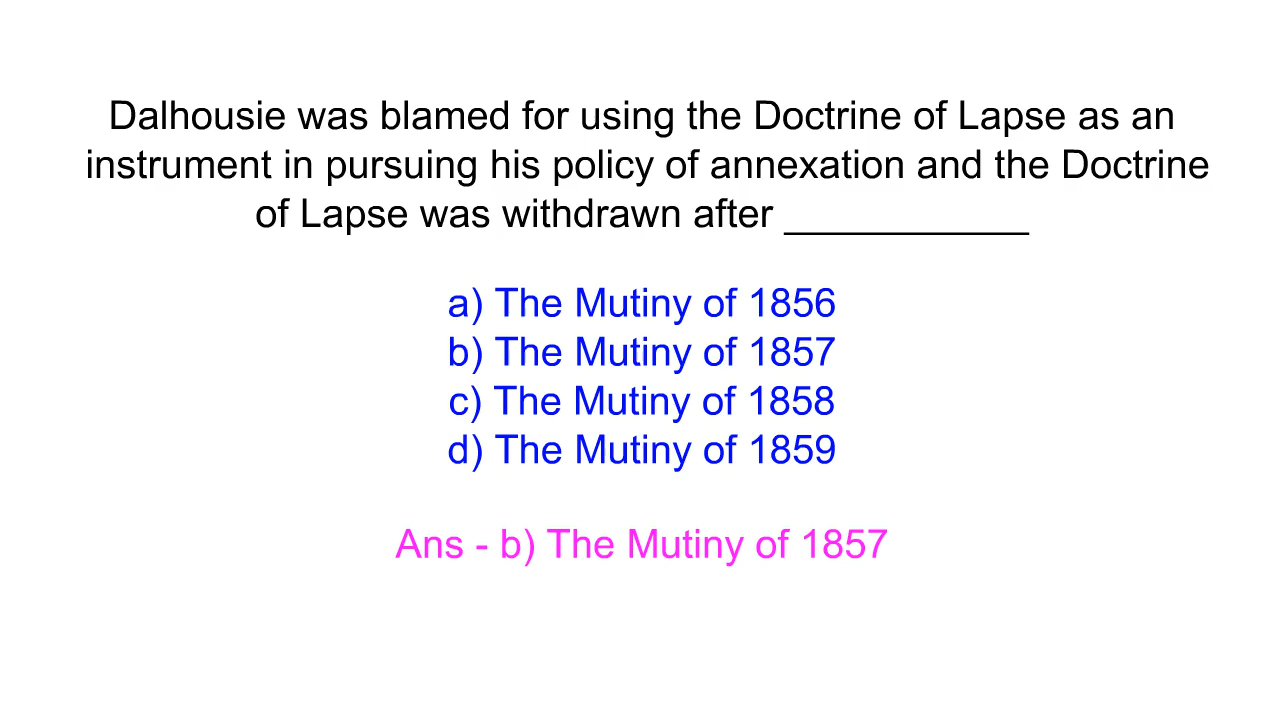 Dalhousie was blamed for using the Doctrine of Lapse as an
instrument in pursuing his policy of annexation and the Doctrine
of Lapse was withdrawn after ___________
a) The Mutiny of 1856
b) The Mutiny of 1857
c) The Mutiny of 1858
d) The Mutiny of 1859
Ans - b) The Mutiny of 1857